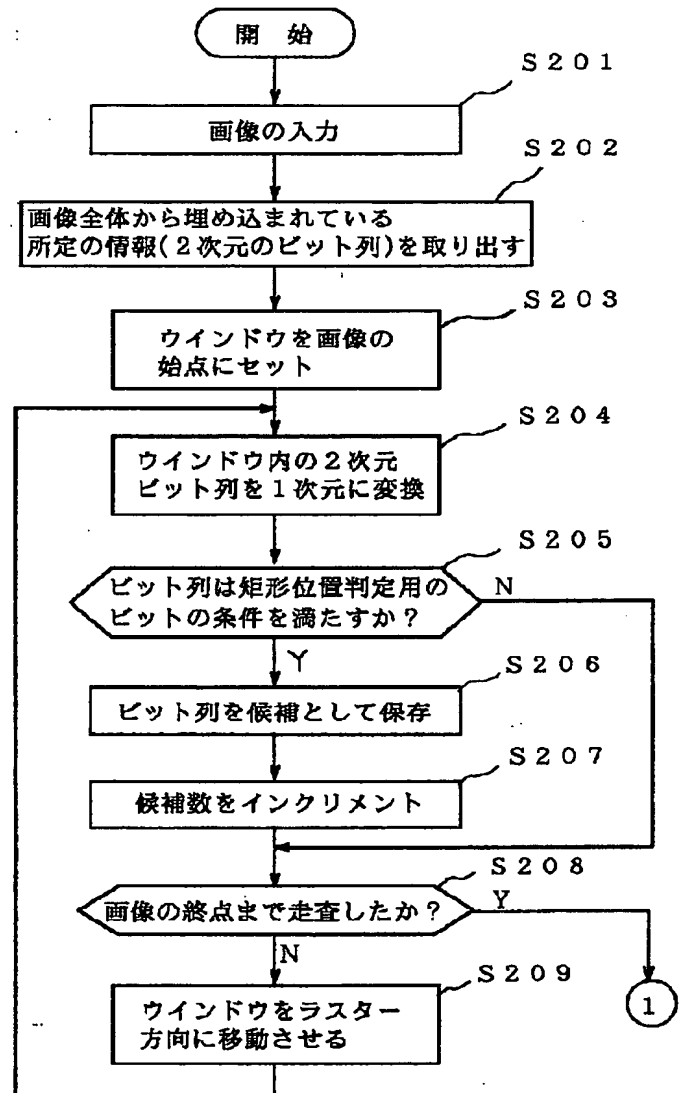 開 始
S201
画像の入力
S202
画像全体から埋め込まれている
所定の情報(2次元のビット列)を取り出す
S203
ウインドウを画像の
始点にセット
S204
ウインドウ内の2次元
ビット列を1次元に変換
S205
ビット列は矩形位置判定用の
ビットの条件を満たすか?
N
Y
S206
ビット列を候補として保存
S207
候補数をインクリメント
S208
画像の終点まで走査したか?
Y
N
S209
ウインドウをラスター
方向に移動させる
1